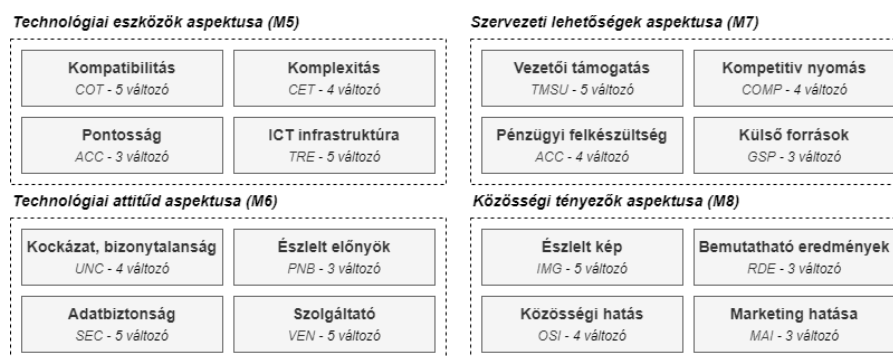 Technológiai eszközök aspektusa (M5)
Kompatibilitás
COT - 5 változó
Komplexitás
CET - 4 változó
Pontosság
ACC - 3 változó
ICT infrastruktúra
TRE - 5 változó
Szervezeti lehetőségek aspektusa (M7)
Vezetői támogatás
TMSU - 5 változó
Kompetitiv nyomás
COMP - 4 változó
Pénzügyi felkészültség
ACC - 4 változó
Külső források
GSP - 3 változó
Technológiai attitűd aspektusa (M6)
Kockázat, bizonytalanság
UNC - 4 változó
Észlelt előnyök
PNB - 3 változó
Adatbiztonság
SEC - 5 változó
Szolgáltató
VEN - 5 változó
Közösségi tényezők aspektusa (M8)
Észlelt kép
IMG - 5 változó
Bemutatható eredmények
RDE - 3 változó
Közösségi hatás
OSI - 4 változó
Marketing hatása
MAI - 3 változó